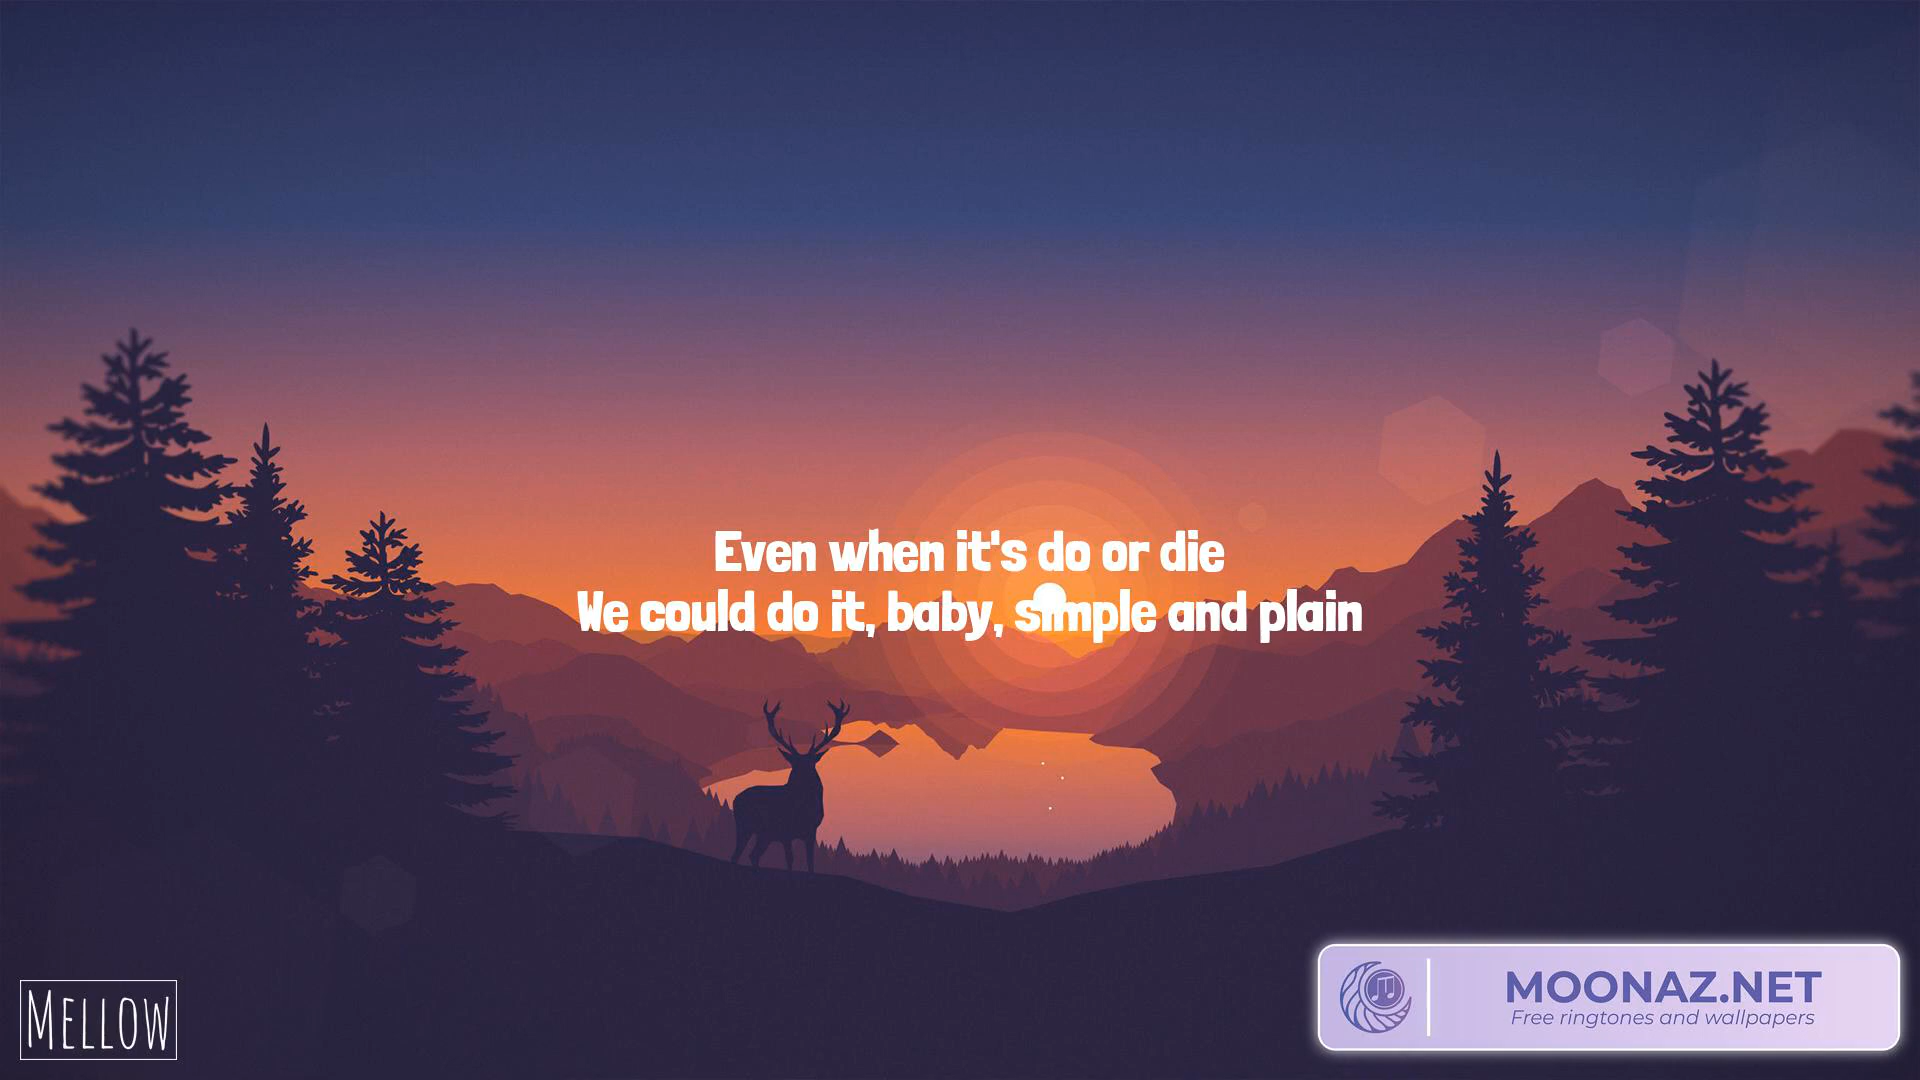 Even when it's do or die
We could do it, baby, simple and plain
MELLOW
MOONAZ.NET
Free ringtones and wallpapers